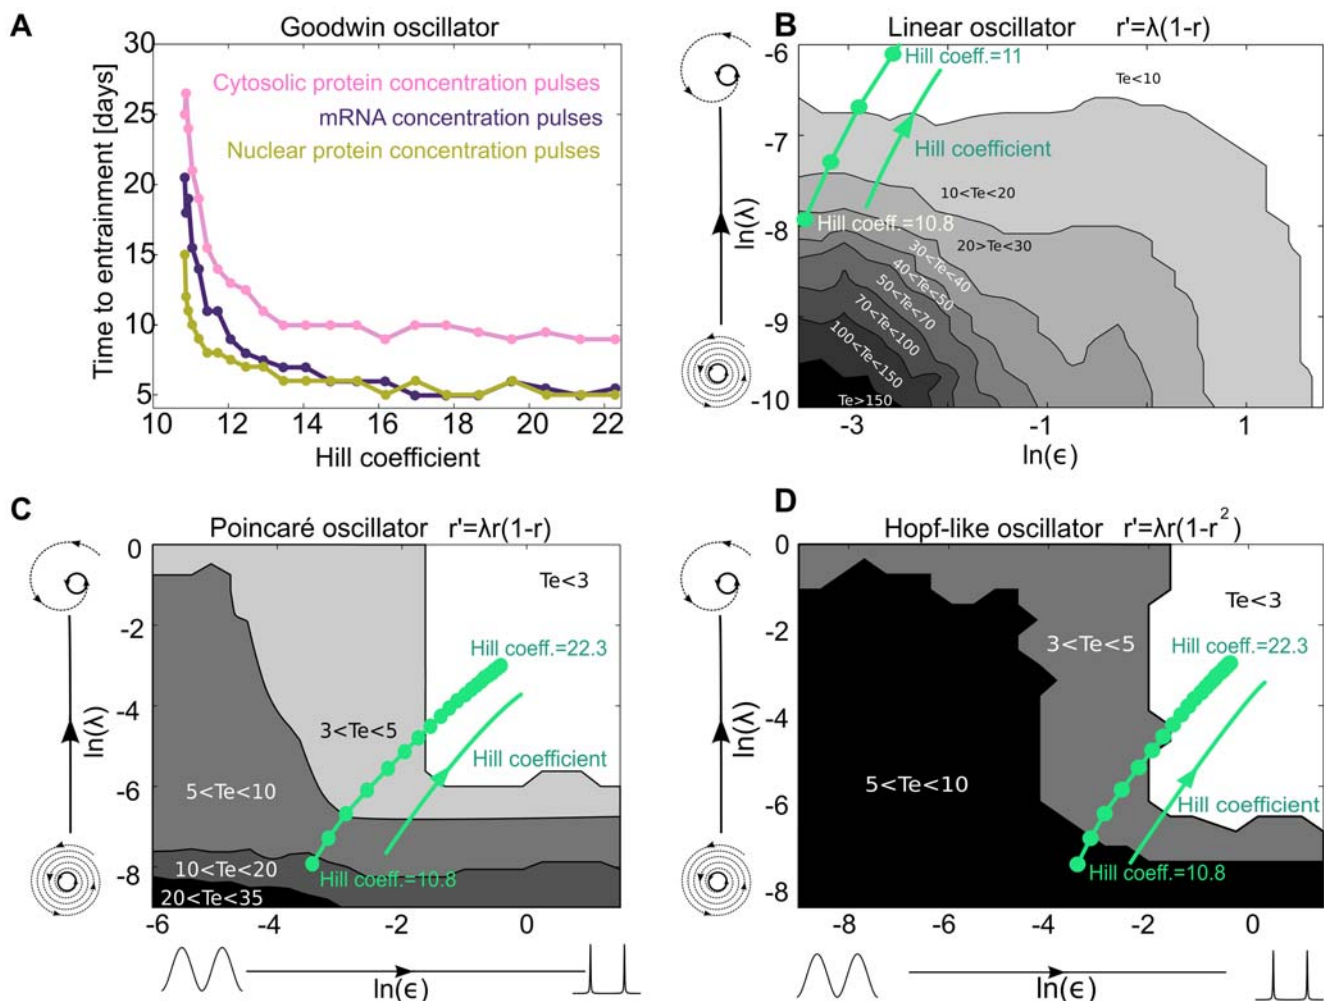 A
Goodwin oscillator
Time to entrainment [days]
30
25
20
15
10
5
Cytosolic protein concentration pulses
mRNA concentration pulses
Nuclear protein concentration pulses
10 11 12 13 14 15 16 17 18 19 20 21 22
Hill coefficient
B
Linear oscillator r'=λ(1-r)
ln(λ)
-6
-7
-8
-9
-10
Hill coeff.=11
Te<10
Hill coefficient
10<Te<20
Hill coeff.=10.8
20>Te<30
30<Te<40
40<Te<50
50<Te<70
70<Te<100
100<Te<150
Te>150
-3 -1 1
ln(ϵ)
C
Poincaré oscillator r'=λr(1-r)
ln(λ)
0
-2
-4
-6
-8
Te<3
Hill coeff.=22.3
3<Te<5
Hill coefficient
5<Te<10
10<Te<20
Hill coeff.=10.8
20<Te<35
-6 -4 -2 0
ln(ϵ)
D
Hopf-like oscillator r'=λr(1-r²)
ln(λ)
0
-2
-4
-6
-8
Te<3
3<Te<5
Hill coeff.=22.3
5<Te<10
Hill coefficient
Hill coeff.=10.8
-8 -6 -4 -2 0
ln(ϵ)